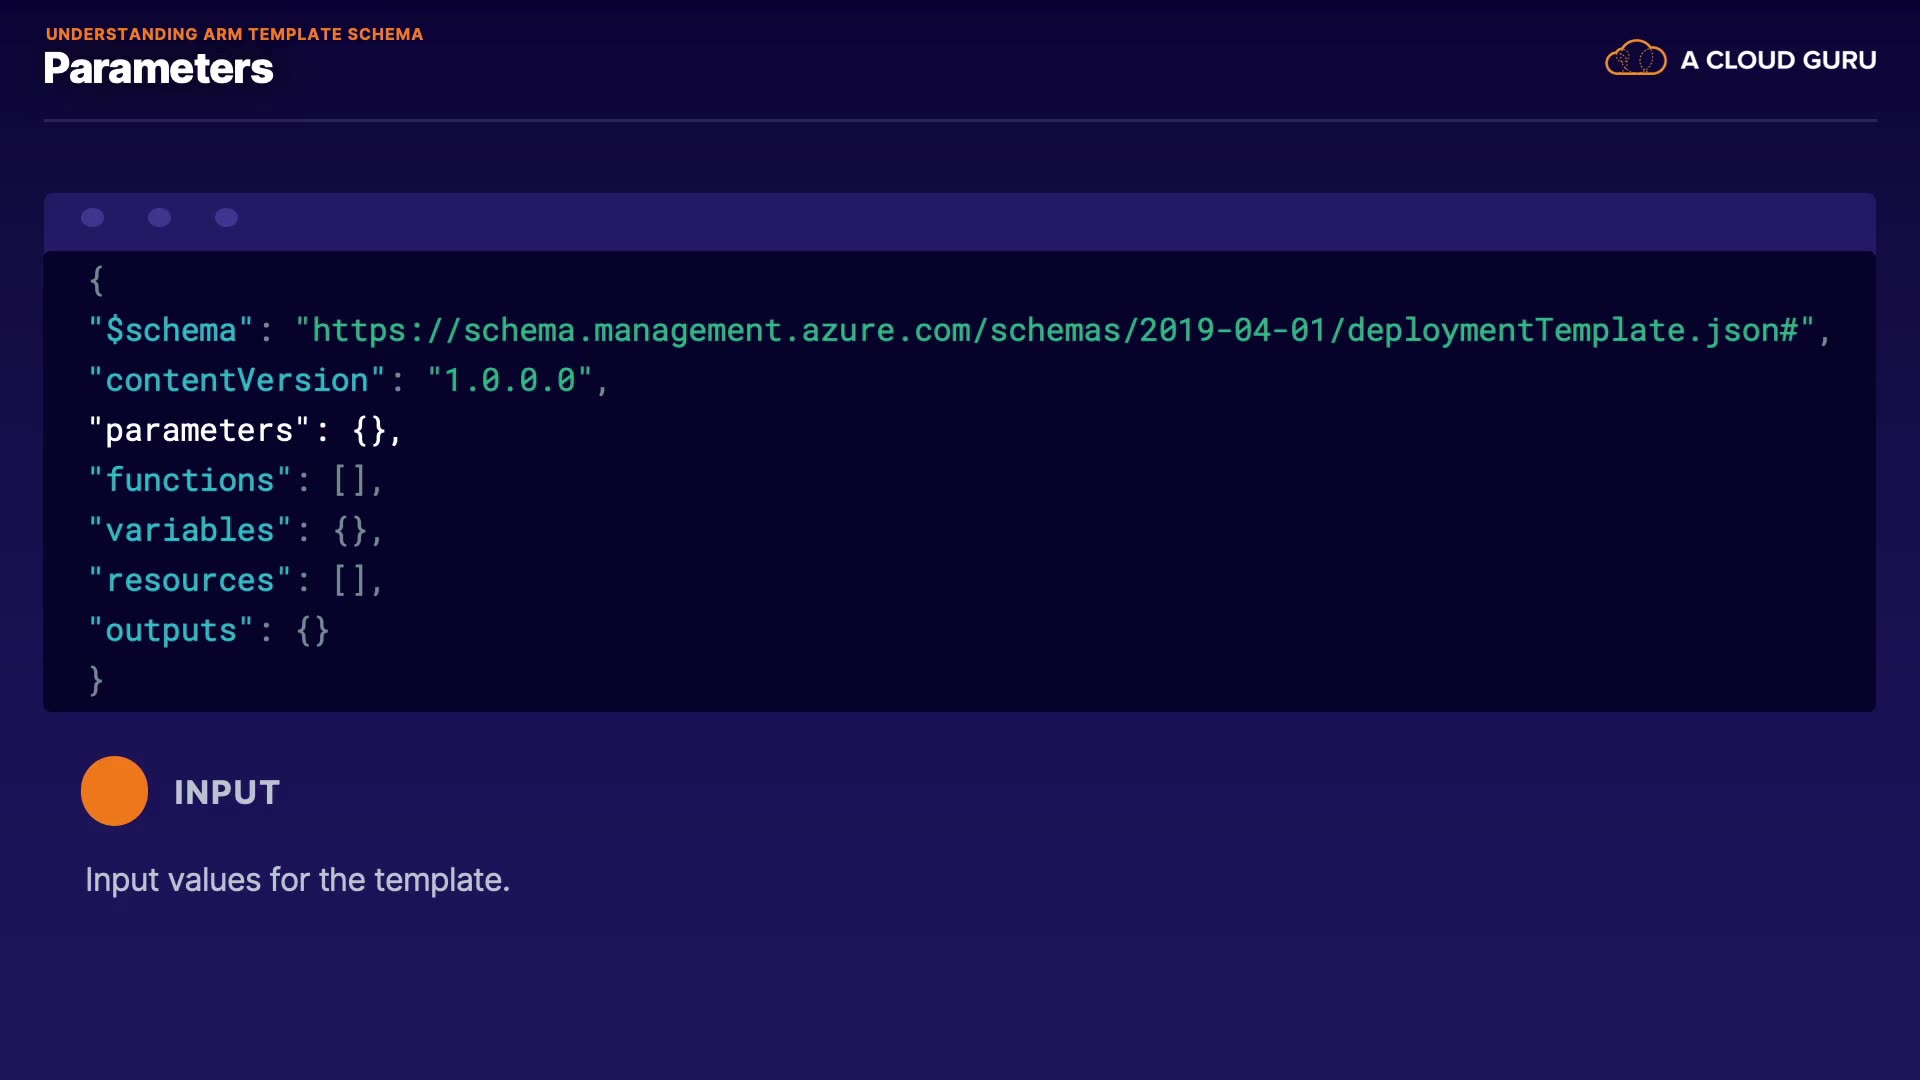 UNDERSTANDING ARM TEMPLATE SCHEMA
Parameters
A CLOUD GURU
{
"$schema": "https://schema.management.azure.com/schemas/2019-04-01/deploymentTemplate.json#",
"contentVersion": "1.0.0.0",
"parameters": {},
"functions": [],
"variables": {},
"resources": [],
"outputs": {}
}
INPUT
Input values for the template.